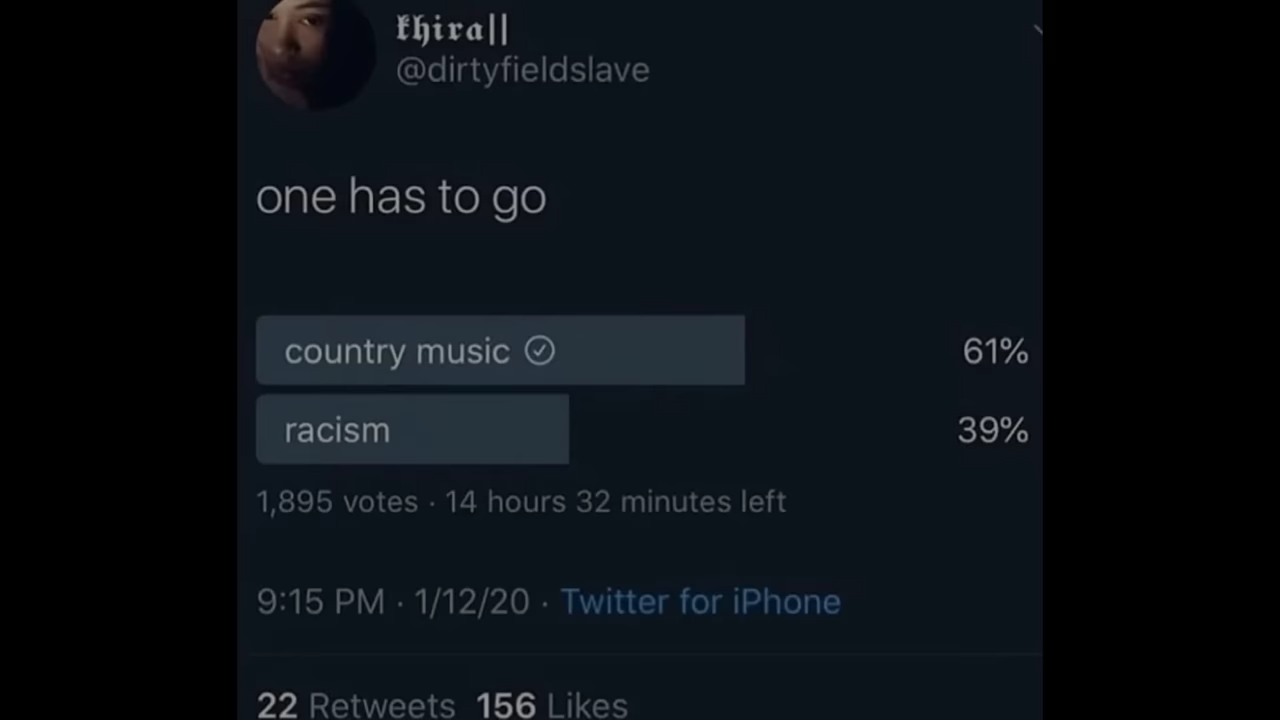 𝖐𝖍𝖎𝖗𝖆||
@dirtyfieldslave
one has to go
country music
61%
racism
39%
1,895 votes · 14 hours 32 minutes left
9:15 PM · 1/12/20 · Twitter for iPhone
22 Retweets 156 Likes